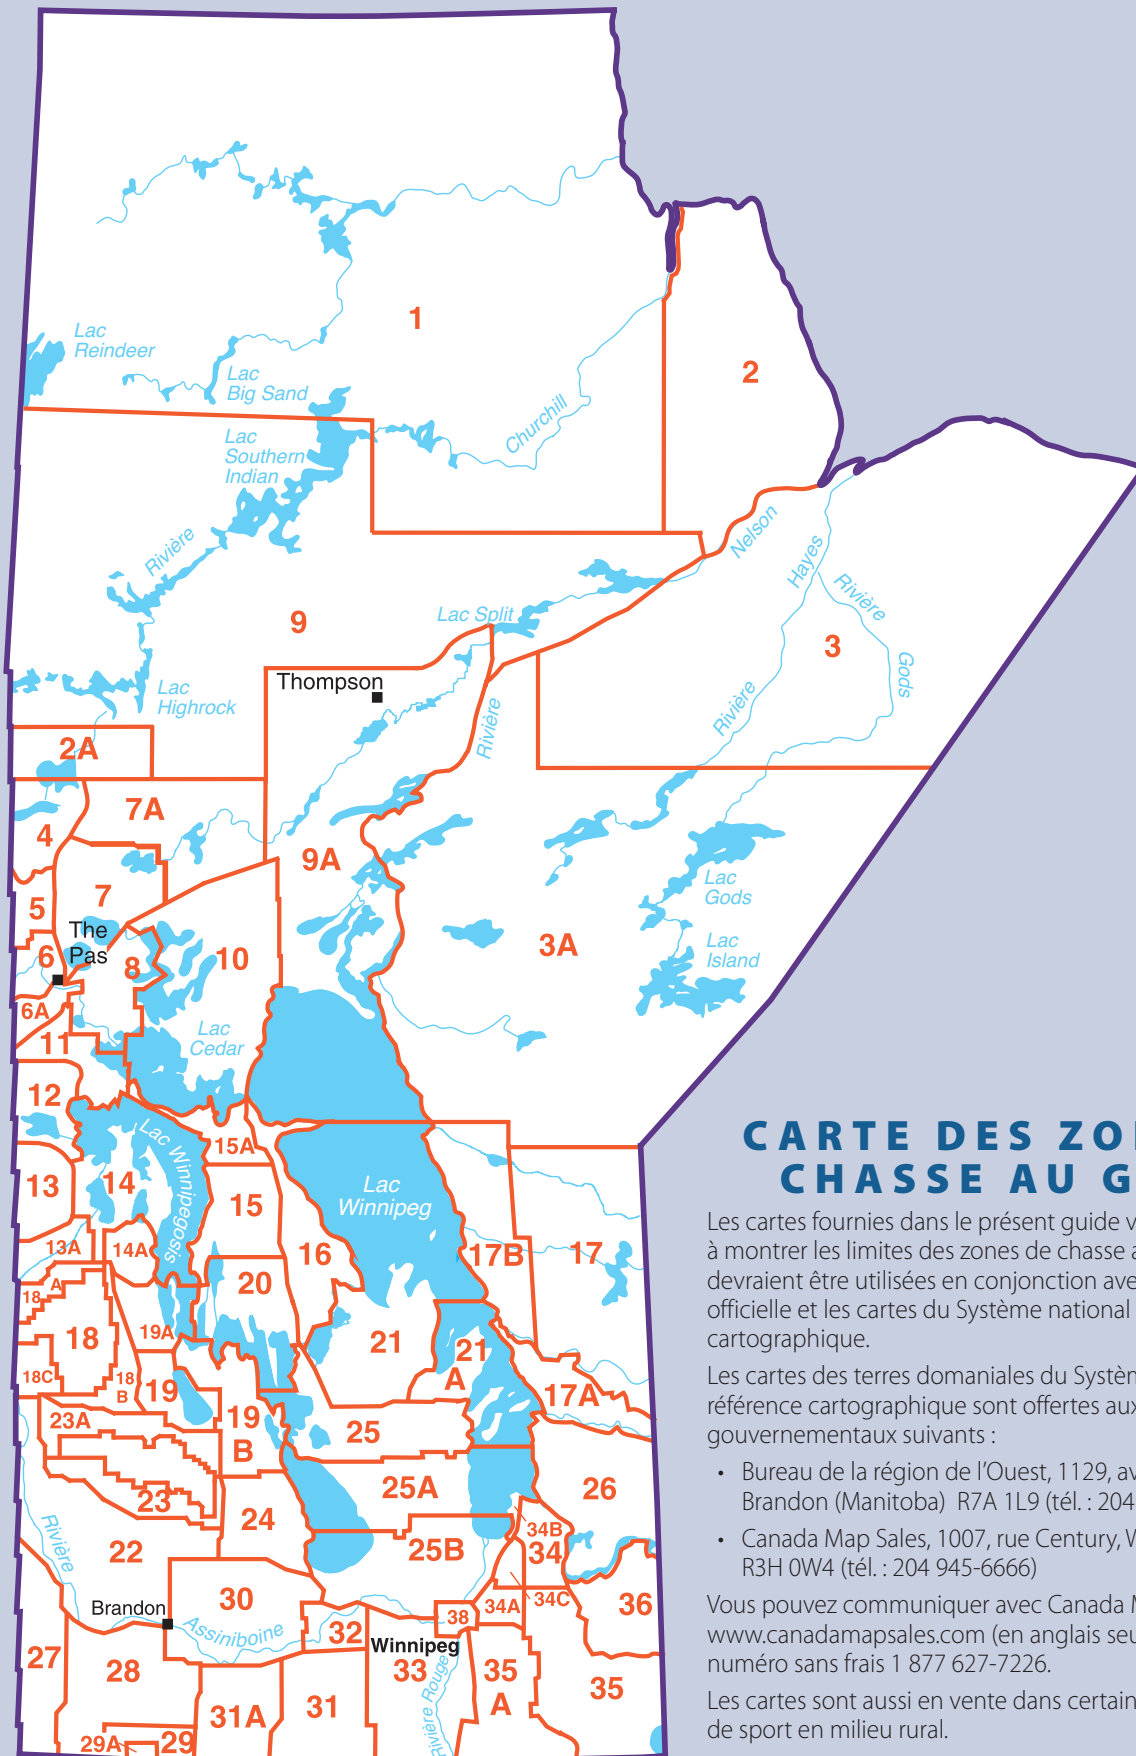 1
2
Lac
Reindeer
Lac
Big Sand
Lac
Southern
Indian
Churchill
Rivière
Nelson
Hayes
Rivière
Gods
9
Lac Split
3
Thompson
Lac
Highrock
Rivière
Rivière
2A
7A
4
9A
7
5
The
Pas
6
8
10
3A
Lac
Gods
Lac
Island
6A
11
Lac
Cedar
12
Lac Winnipegosis
15A
13
14
15
Lac
Winnipeg
13A
14A
16
17B
17
A
18
20
18
19A
21
21
A
18C
18
B
19
17A
23A
19
B
25
23
25A
26
24
Rivière
22
25B
34B
34
30
34A
34C
36
Brandon
Assiniboine
32
38
Winnipeg
27
28
33
35
A
35
31A
31
Rivière Rouge
29A
29
CARTE DES ZO
CHASSE AU G
Les cartes fournies dans le présent guide v
à montrer les limites des zones de chasse a
devraient être utilisées en conjonction ave
officielle et les cartes du Système national
cartographique.
Les cartes des terres domaniales du Systèm
référence cartographique sont offertes aux
gouvernementaux suivants :
• Bureau de la région de l'Ouest, 1129, av
Brandon (Manitoba) R7A 1L9 (tél. : 204
• Canada Map Sales, 1007, rue Century, W
R3H 0W4 (tél. : 204 945-6666)
Vous pouvez communiquer avec Canada M
www.canadamapsales.com (en anglais seu
numéro sans frais 1 877 627-7226.
Les cartes sont aussi en vente dans certain
de sport en milieu rural.